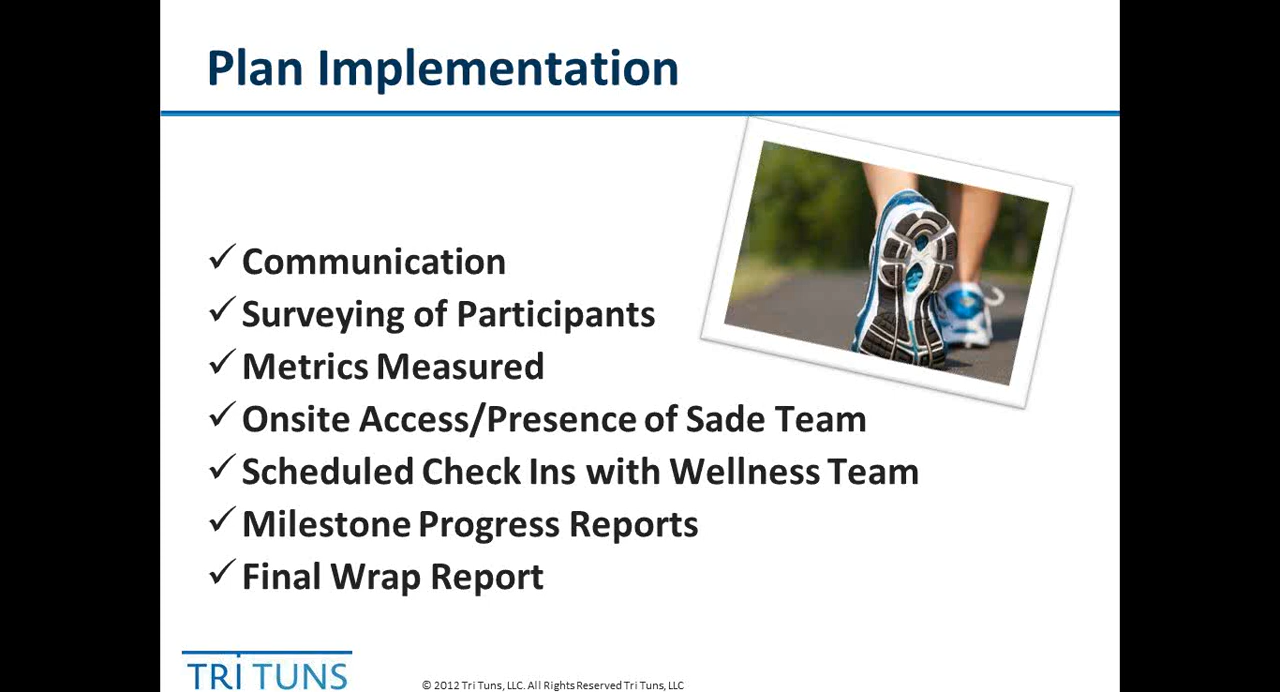 Plan Implementation
✓ Communication
✓ Surveying of Participants
✓ Metrics Measured
✓ Onsite Access/Presence of Sade Team
✓ Scheduled Check Ins with Wellness Team
✓ Milestone Progress Reports
✓ Final Wrap Report
TRi TUNS
© 2012 Tri Tuns, LLC. All Rights Reserved Tri Tuns, LLC